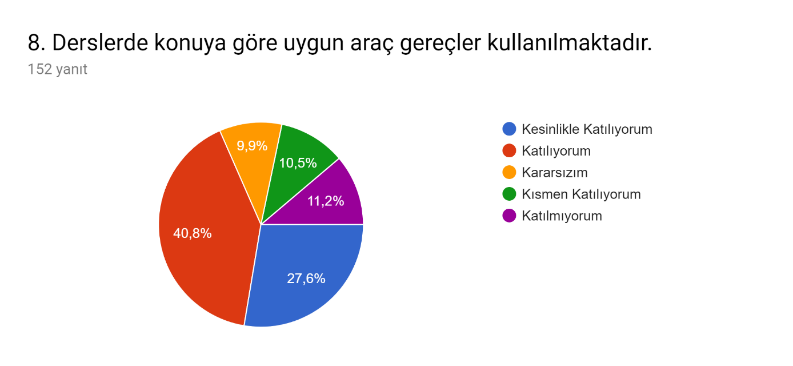 8. Derslerde konuya göre uygun araç gereçler kullanılmaktadır.
152 yanıt
9,9%
10,5%
11,2%
40,8%
27,6%
Kesinlikle Katılıyorum
Katılıyorum
Kararsızım
Kısmen Katılıyorum
Katılmıyorum